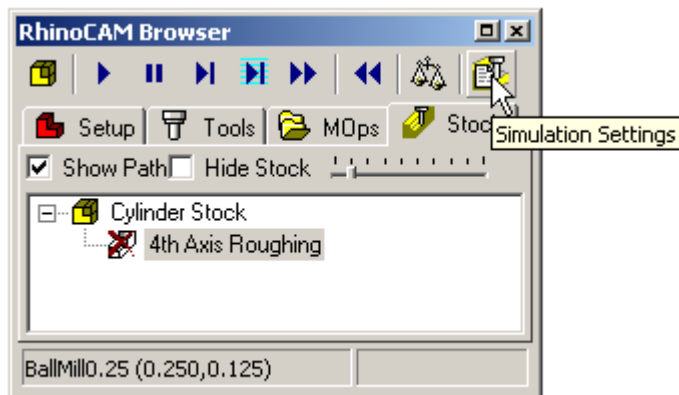 RhinoCAM Browser
Setup Tools MOps Stoc
Simulation Settings
Show Path Hide Stock
Cylinder Stock
4th Axis Roughing
BallMill0.25 (0.250,0.125)